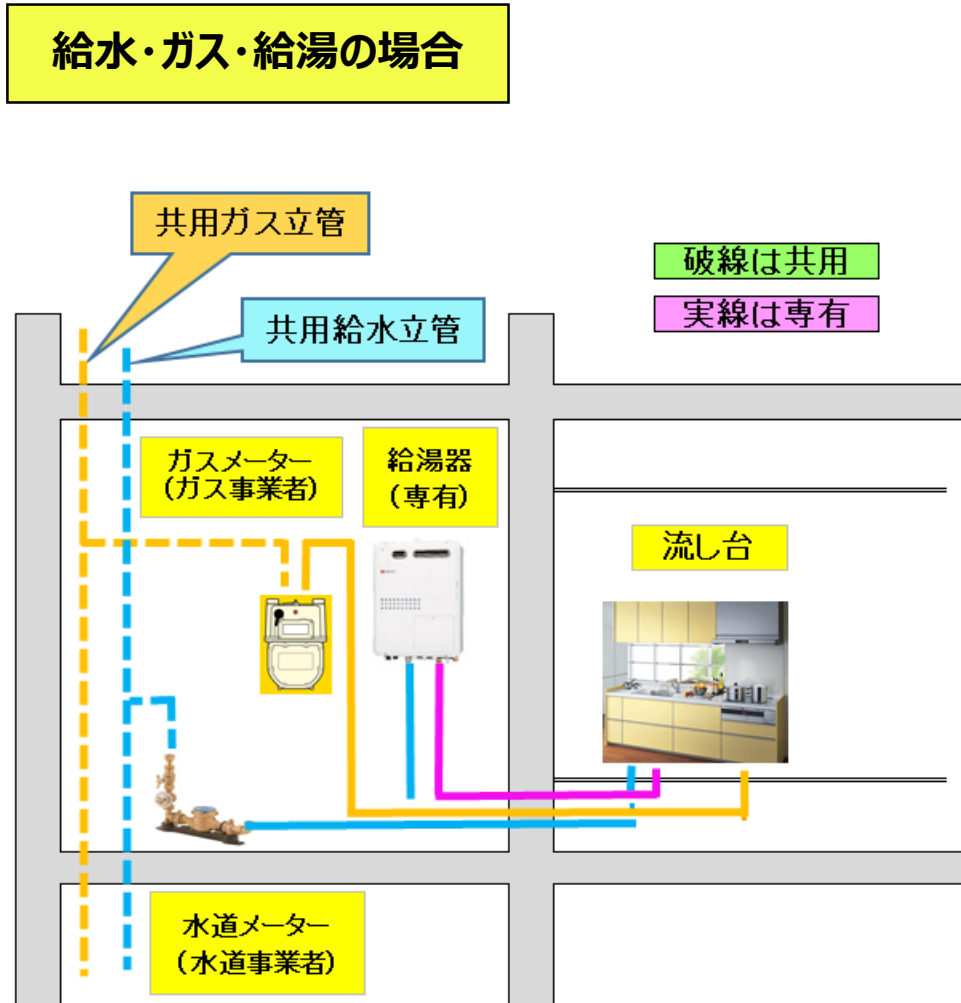 給水・ガス・給湯の場合
共用ガス立管
共用給水立管
破線は共用
実線は専有
ガスメーター
（ガス事業者）
給湯器
（専有）
流し台
水道メーター
（水道事業者）